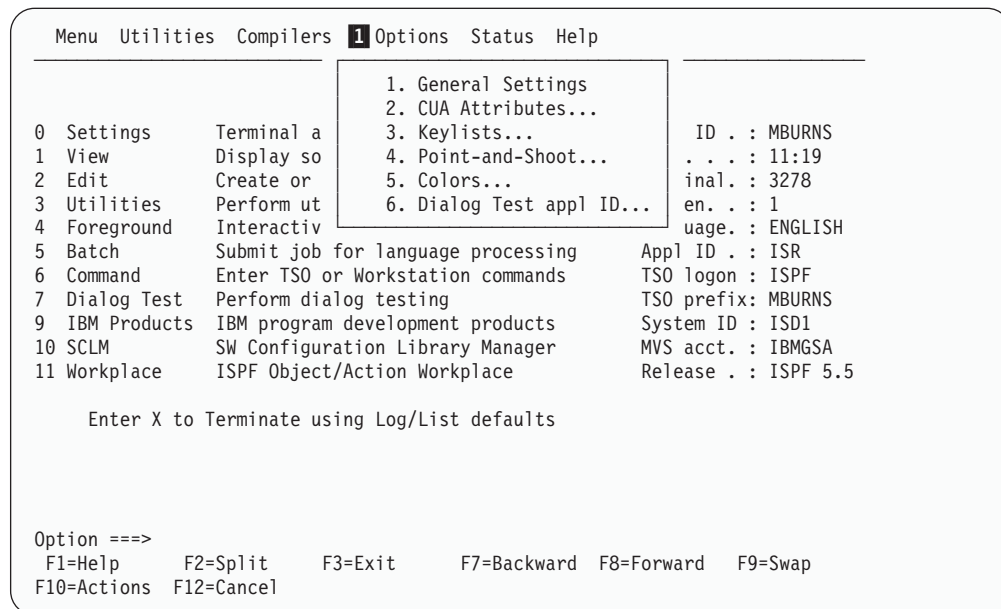 Menu Utilities Compilers 1 Options Status Help
1. General Settings
2. CUA Attributes...
0 Settings Terminal a 3. Keylists... ID . : MBURNS
1 View Display so 4. Point-and-Shoot... . . . : 11:19
2 Edit Create or 5. Colors... inal. : 3278
3 Utilities Perform ut 6. Dialog Test appl ID... en. . : 1
4 Foreground Interactiv uage. : ENGLISH
5 Batch Submit job for language processing Appl ID . : ISR
6 Command Enter TSO or Workstation commands TSO logon : ISPF
7 Dialog Test Perform dialog testing TSO prefix: MBURNS
9 IBM Products IBM program development products System ID : ISD1
10 SCLM SW Configuration Library Manager MVS acct. : IBMGSA
11 Workplace ISPF Object/Action Workplace Release . : ISPF 5.5
Enter X to Terminate using Log/List defaults
Option ===>
F1=Help F2=Split F3=Exit F7=Backward F8=Forward F9=Swap
F10=Actions F12=Cancel